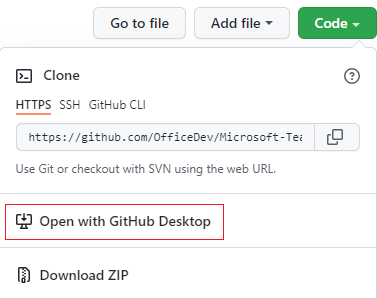 Go to file Add file Code
Clone
HTTPS SSH GitHub CLI
https://github.com/OfficeDev/Microsoft-Tea
Use Git or checkout with SVN using the web URL.
Open with GitHub Desktop
Download ZIP